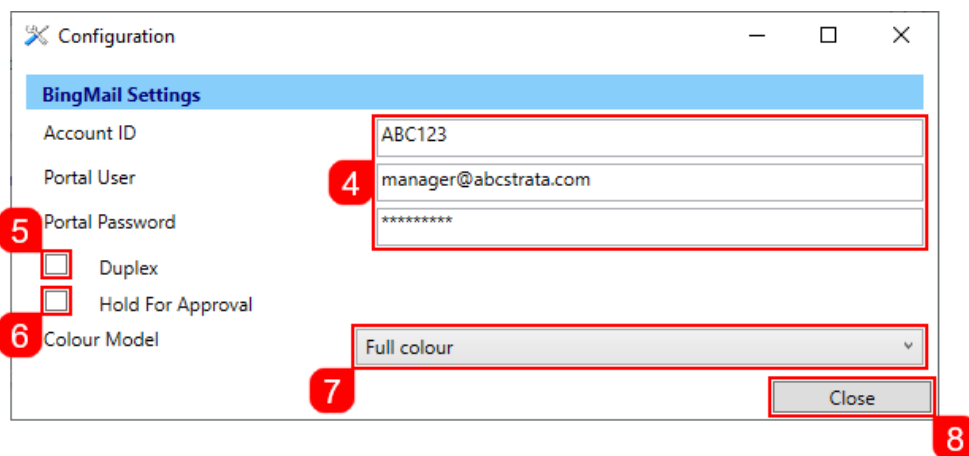 Configuration
BingMail Settings
Account ID ABC123
Portal User 4 manager@abcstrata.com
Portal Password *********
5
Duplex
Hold For Approval
6
Colour Model Full colour
7
Close
8